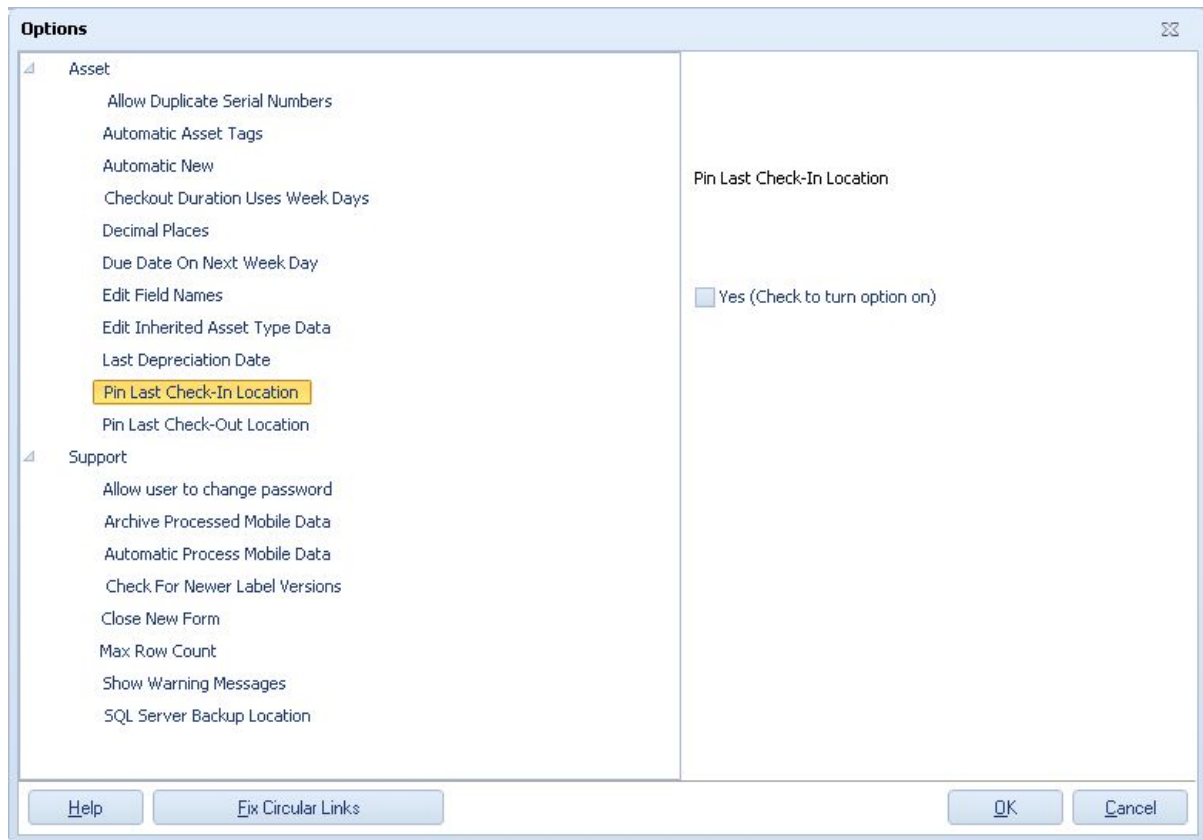 Options
Asset
Allow Duplicate Serial Numbers
Automatic Asset Tags
Automatic New
Checkout Duration Uses Week Days
Decimal Places
Due Date On Next Week Day
Edit Field Names
Edit Inherited Asset Type Data
Last Depreciation Date
Pin Last Check-In Location
Pin Last Check-Out Location
Support
Allow user to change password
Archive Processed Mobile Data
Automatic Process Mobile Data
Check For Newer Label Versions
Close New Form
Max Row Count
Show Warning Messages
SQL Server Backup Location
Pin Last Check-In Location
Yes (Check to turn option on)
Help
Fix Circular Links
OK
Cancel